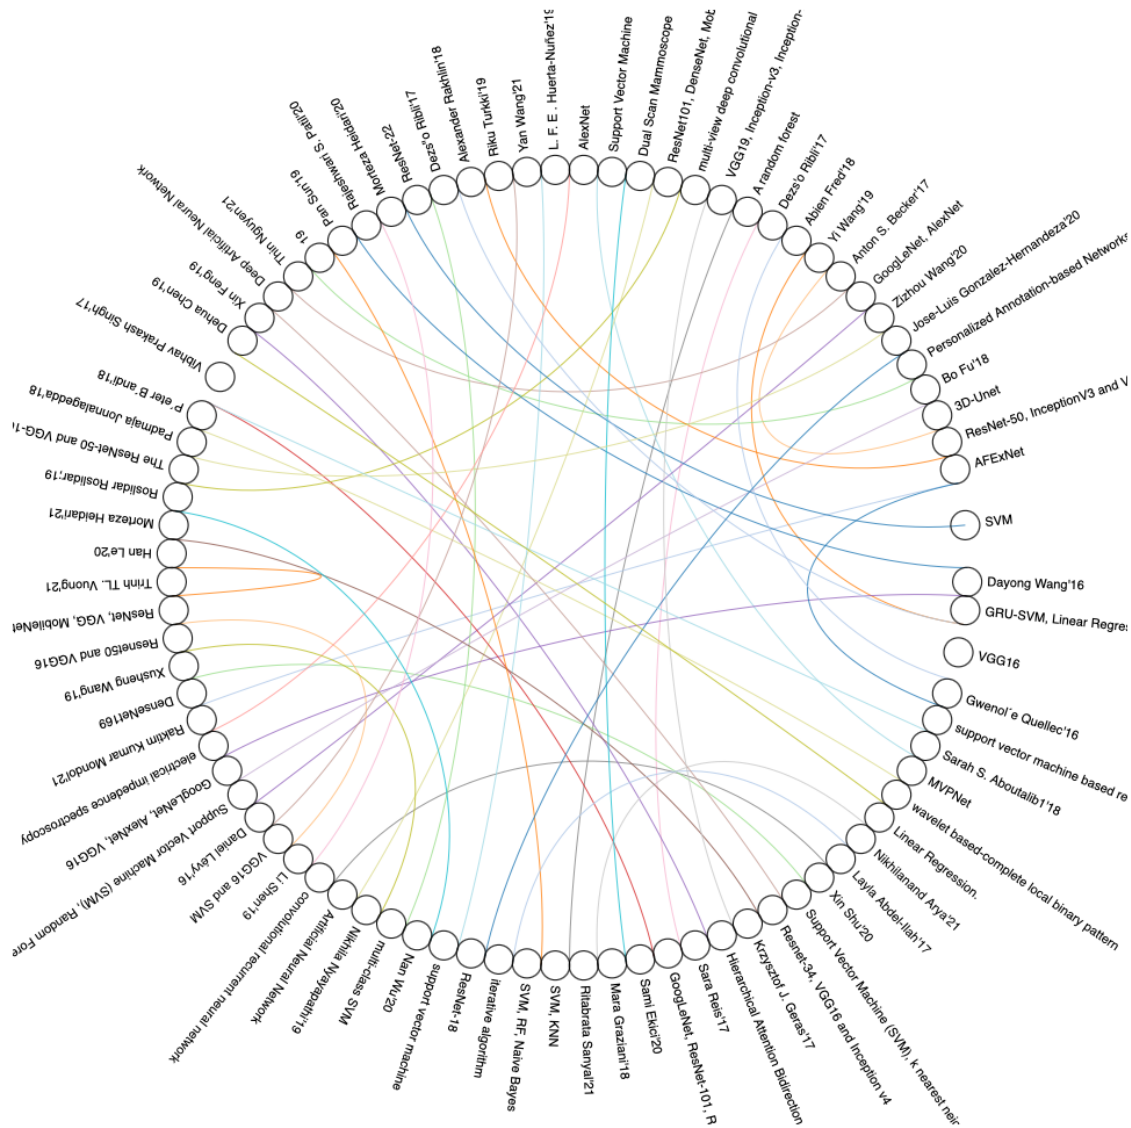 L. F. E . Huerta-Nuñez'19
AlexNet
Support Vector Machine
Dual Scan Mammoscope
ResNet101, DenseNet, Mob
multi-view deep convolutional
VGG19, Inception-v3, Inception-
A random forest
Dezs'o Ribli'17
Abien Fred'18
Yi Wang'19
Anton S. Becker'17
GoogLeNet, AlexNet
Zizhou Wang'20
Jose-Luis Gonzalez-Hernandeza'20
Personalized Annotation-based Networks
Bo Fu'18
3D-Unet
ResNet-50, InceptionV3 and V
AFExNet
SVM
Dayong Wang'16
GRU-SVM, Linear Regres
VGG16
Gwenol´e Quellec'16
support vector machine based re
Sarah S. Aboutalib1'18
MVPNet
wavelet based-complete local binary pattern
Linear Regression.
Nikhilanand Arya'21
Layla Abdel-Ilah'17
Xin Shu'20
Support Vector Machine (SVM), k nearest neig
Resnet-34, VGG16 and Inception v4
Krzysztof J. Geras'17
Hierarchical Attention Bidirection
Sara Reis'17
GoogLeNet, ResNet-101, R
Sami Ekici'20
Mara Graziani'18
Ritabrata Sanyal'21
SVM, KNN
SVM, RF, Naive Bayes
iterative algorithm
ResNet-18
support vector machine
Nan Wu'20
multi-class SVM
Nikhila Nyayapathi'19
Artificial Neural Network
convolutional recurrent neural network
Li Shen'19
VGG16 and SVM
Daniel Lévy'16
Support Vector Machine (SVM), Random Fore
GoogLeNet, AlexNet, VGG16
electrical impedence spectroscopy
Raktim Kumar Mondol'21
DenseNet169
Xusheng Wang'19
Resnet50 and VGG16
ResNet, VGG, MobileNet
Trinh TL. Vuong'21
Han Le'20
Morteza Heidari'21
Roslidar Roslidar,'19
The ResNet-50 and VGG-1
Padmaja Jonnalagedda'18
P´eter B´andi'18
Vibhav Prakash Singh'17
Dehua Chen'19
Xin Feng'19
Deep Artificial Neural Network
Thin Nguyen'21
19
Pan Sun'19
Rajeshwari S. Patil'20
Morteza Heidari'20
ResNet-22
Dezs"o Ribli'17
Alexander Rakhlin'18
Riku Turkki'19
Yan Wang'21